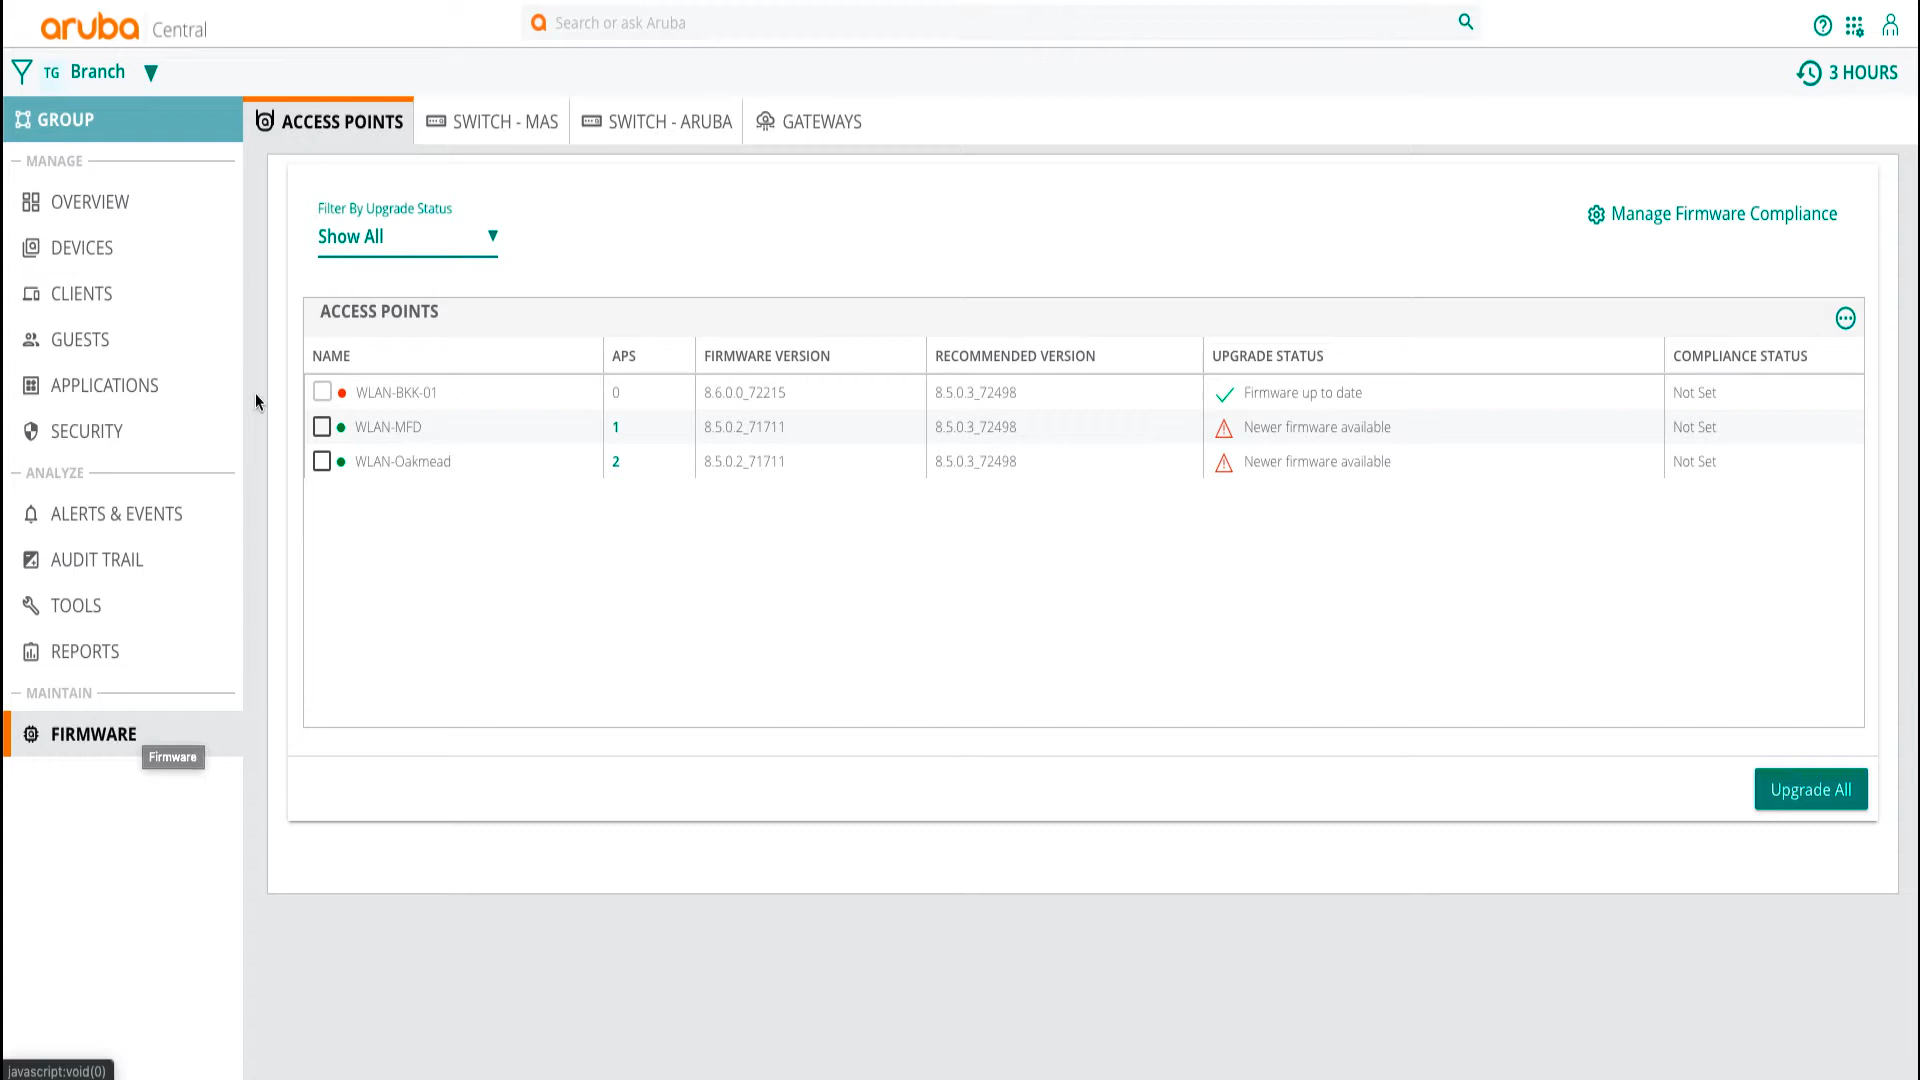 aruba Central
Search or ask Aruba
TG Branch
3 HOURS
GROUP
ACCESS POINTS
SWITCH - MAS
SWITCH - ARUBA
GATEWAYS
MANAGE
OVERVIEW
DEVICES
CLIENTS
GUESTS
APPLICATIONS
SECURITY
ANALYZE
ALERTS & EVENTS
AUDIT TRAIL
TOOLS
REPORTS
MAINTAIN
FIRMWARE
Firmware
Filter By Upgrade Status
Show All
Manage Firmware Compliance
ACCESS POINTS
NAME APS FIRMWARE VERSION RECOMMENDED VERSION UPGRADE STATUS COMPLIANCE STATUS
WLAN-BKK-01 0 8.6.0.0_72215 8.5.0.3_72498 Firmware up to date Not Set
WLAN-MFD 1 8.5.0.2_71711 8.5.0.3_72498 Newer firmware available Not Set
WLAN-Oakmead 2 8.5.0.2_71711 8.5.0.3_72498 Newer firmware available Not Set
Upgrade All
javascript:void(0)